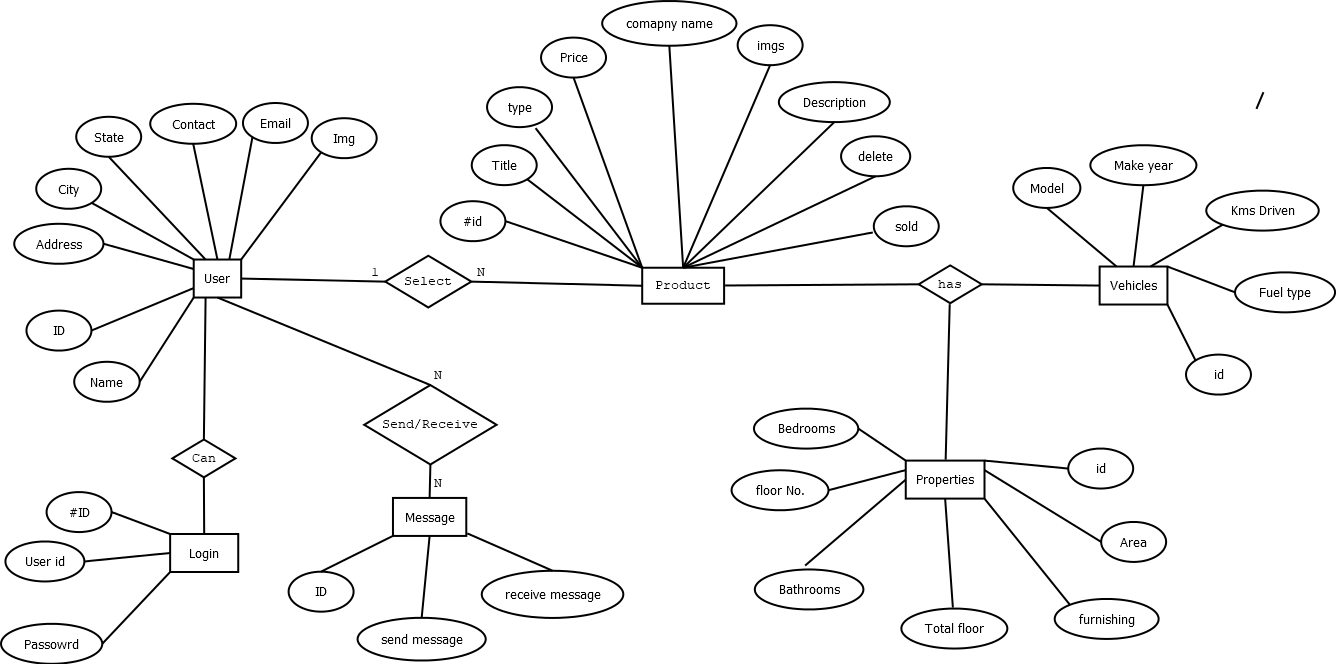 comapny name
imgs
Price
Description
type
/
State
Contact
Email
Img
delete
Title
Model
Make year
City
#id
sold
Kms Driven
Address
User
1
Select
N
Product
has
Vehicles
Fuel type
ID
Name
id
N
Send/Receive
Can
N
Bedrooms
id
floor No.
Properties
#ID
Message
Area
User id
Login
ID
receive message
Bathrooms
furnishing
Passowrd
send message
Total floor